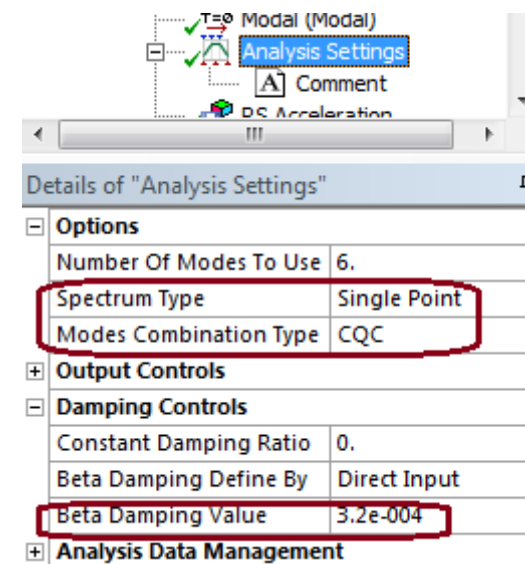 Modal (Modal)
Analysis Settings
A Comment
RS Acceleration
Details of "Analysis Settings"
Options
Number Of Modes To Use 6.
Spectrum Type Single Point
Modes Combination Type CQC
Output Controls
Damping Controls
Constant Damping Ratio 0.
Beta Damping Define By Direct Input
Beta Damping Value 3.2e-004
Analysis Data Management